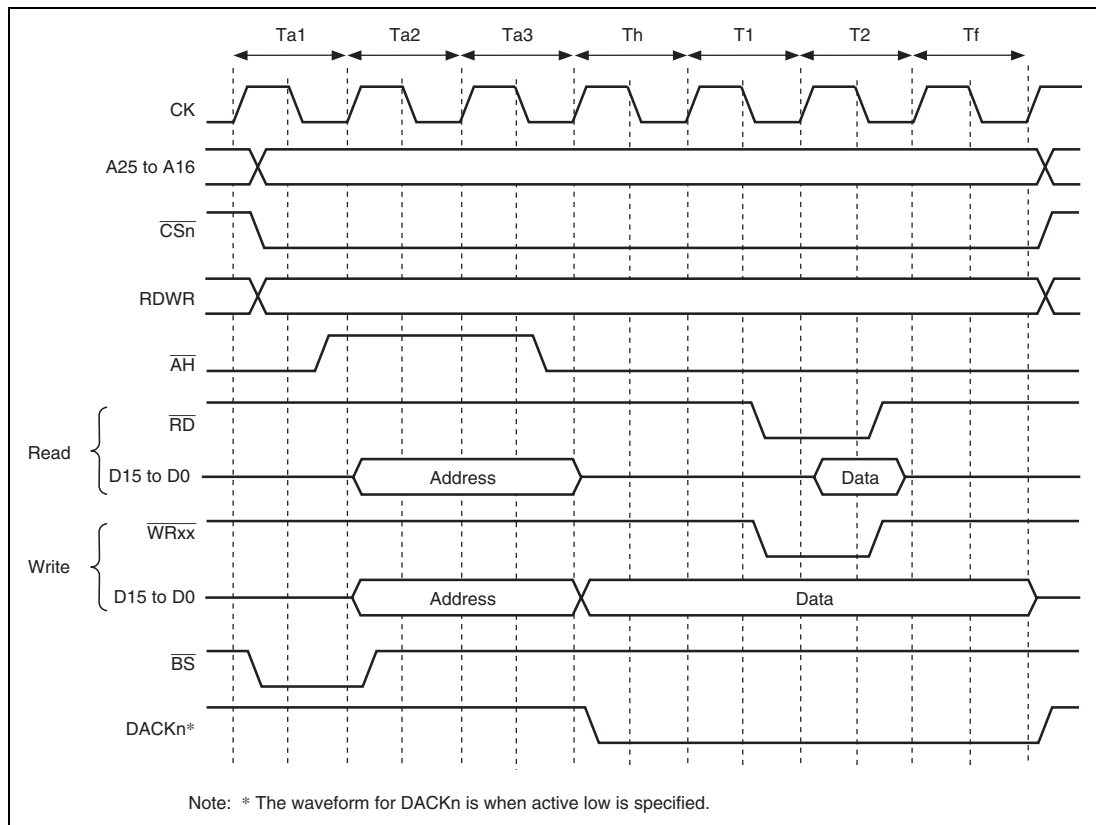 Ta1 Ta2 Ta3 Th T1 T2 Tf
CK
A25 to A16
CSn
RDWR
AH
Read
RD
D15 to D0 Address Data
Write
WRxx
D15 to D0 Address Data
BS
DACKn*
Note: * The waveform for DACKn is when active low is specified.